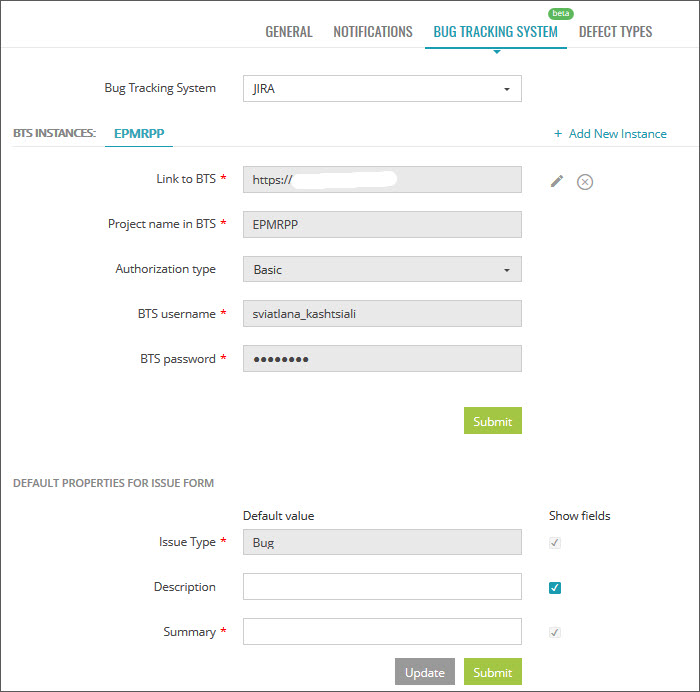 beta
GENERAL NOTIFICATIONS BUG TRACKING SYSTEM DEFECT TYPES
Bug Tracking System JIRA
BTS INSTANCES: EPMRPP + Add New Instance
Link to BTS * https://
Project name in BTS * EPMRPP
Authorization type Basic
BTS username * sviatlana_kashtsiali
BTS password * ●●●●●●●●
Submit
DEFAULT PROPERTIES FOR ISSUE FORM
Default value Show fields
Issue Type * Bug
Description
Summary *
Update Submit